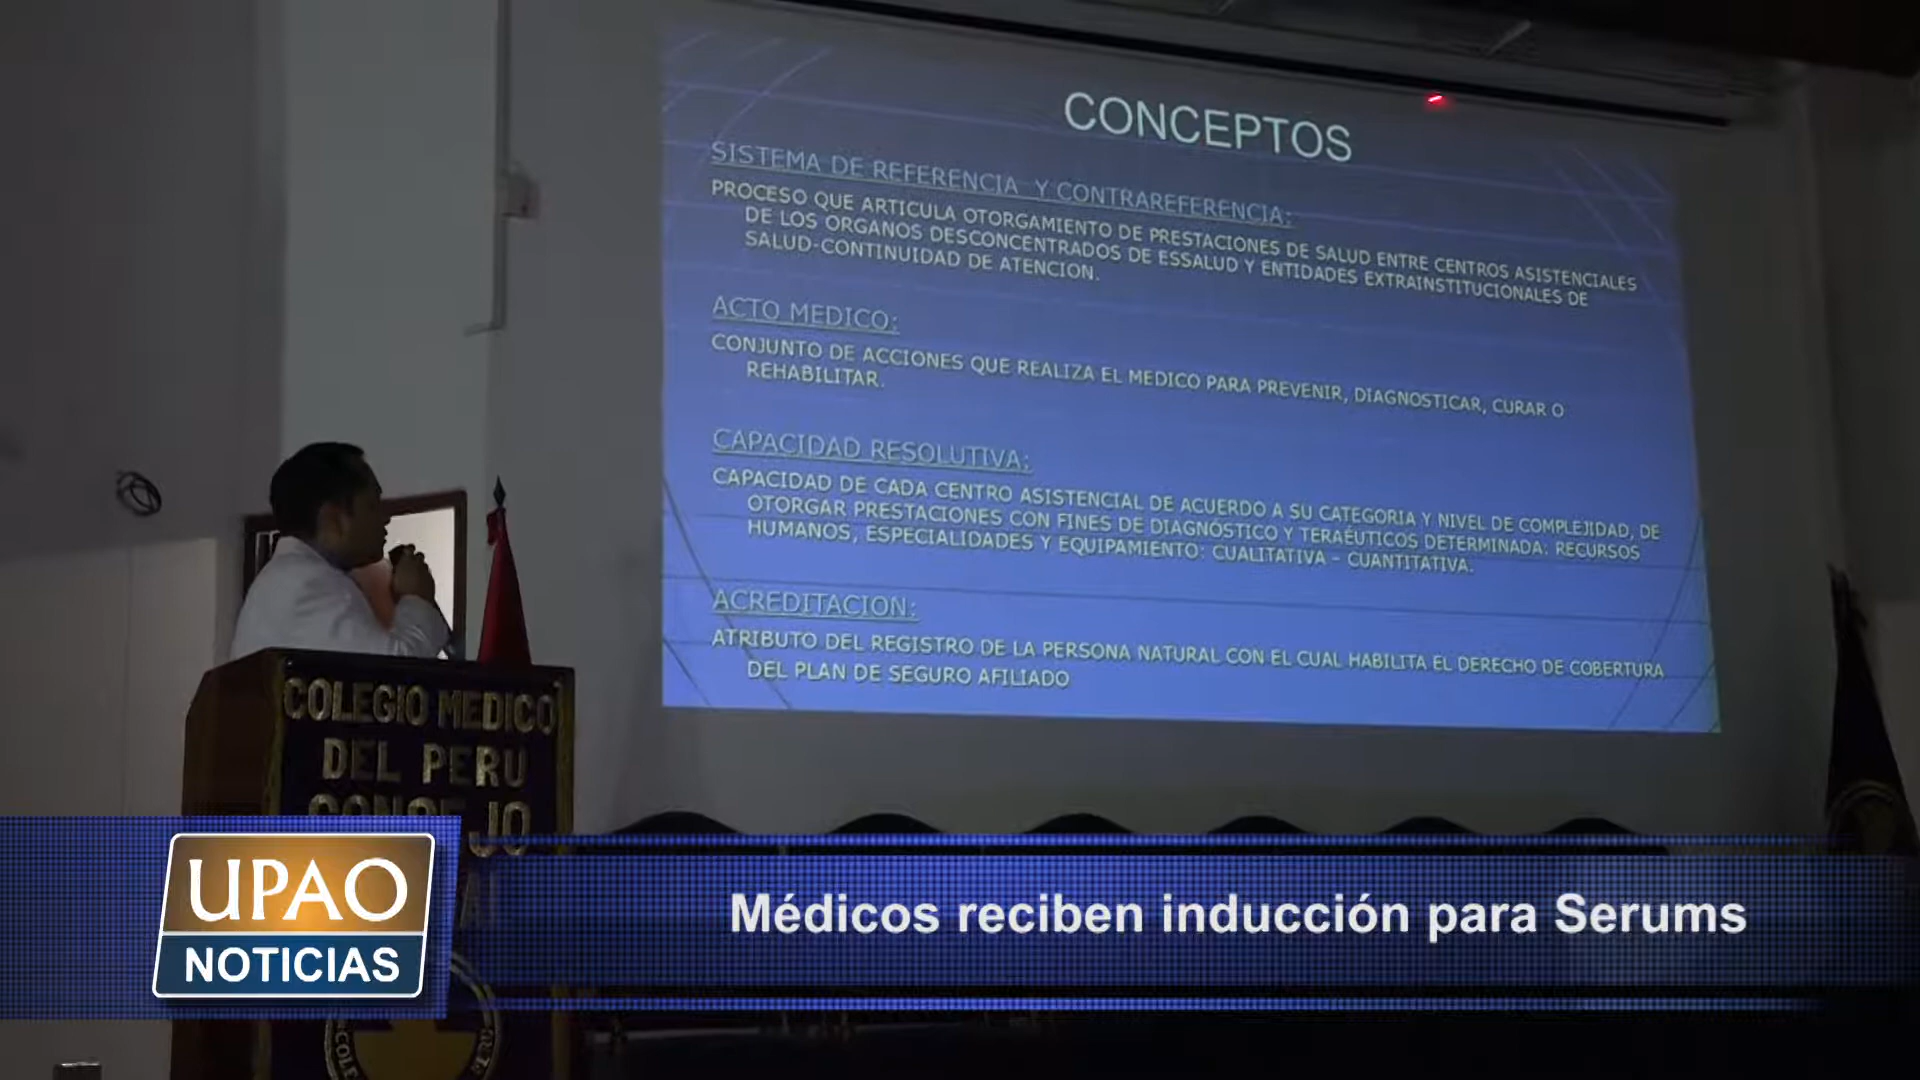 CONCEPTOS
SISTEMA DE REFERENCIA Y CONTRAREFERENCIA:
PROCESO QUE ARTICULA OTORGAMIENTO DE PRESTACIONES DE SALUD ENTRE CENTROS ASISTENCIALES
DE LOS ORGANOS DESCONCENTRADOS DE ESSALUD Y ENTIDADES EXTRAINSTITUCIONALES DE
SALUD-CONTINUIDAD DE ATENCION.
ACTO MEDICO:
CONJUNTO DE ACCIONES QUE REALIZA EL MEDICO PARA PREVENIR, DIAGNOSTICAR, CURAR O
REHABILITAR.
CAPACIDAD RESOLUTIVA:
CAPACIDAD DE CADA CENTRO ASISTENCIAL DE ACUERDO A SU CATEGORIA Y NIVEL DE COMPLEJIDAD, DE
OTORGAR PRESTACIONES CON FINES DE DIAGNÓSTICO Y TERAÉUTICOS DETERMINADA: RECURSOS
HUMANOS, ESPECIALIDADES Y EQUIPAMIENTO: CUALITATIVA - CUANTITATIVA.
ACREDITACION:
ATRIBUTO DEL REGISTRO DE LA PERSONA NATURAL CON EL CUAL HABILITA EL DERECHO DE COBERTURA
DEL PLAN DE SEGURO AFILIADO
COLEGIO MEDICO
DEL PERU
CONSEJO
UPAO
NOTICIAS
Médicos reciben inducción para Serums